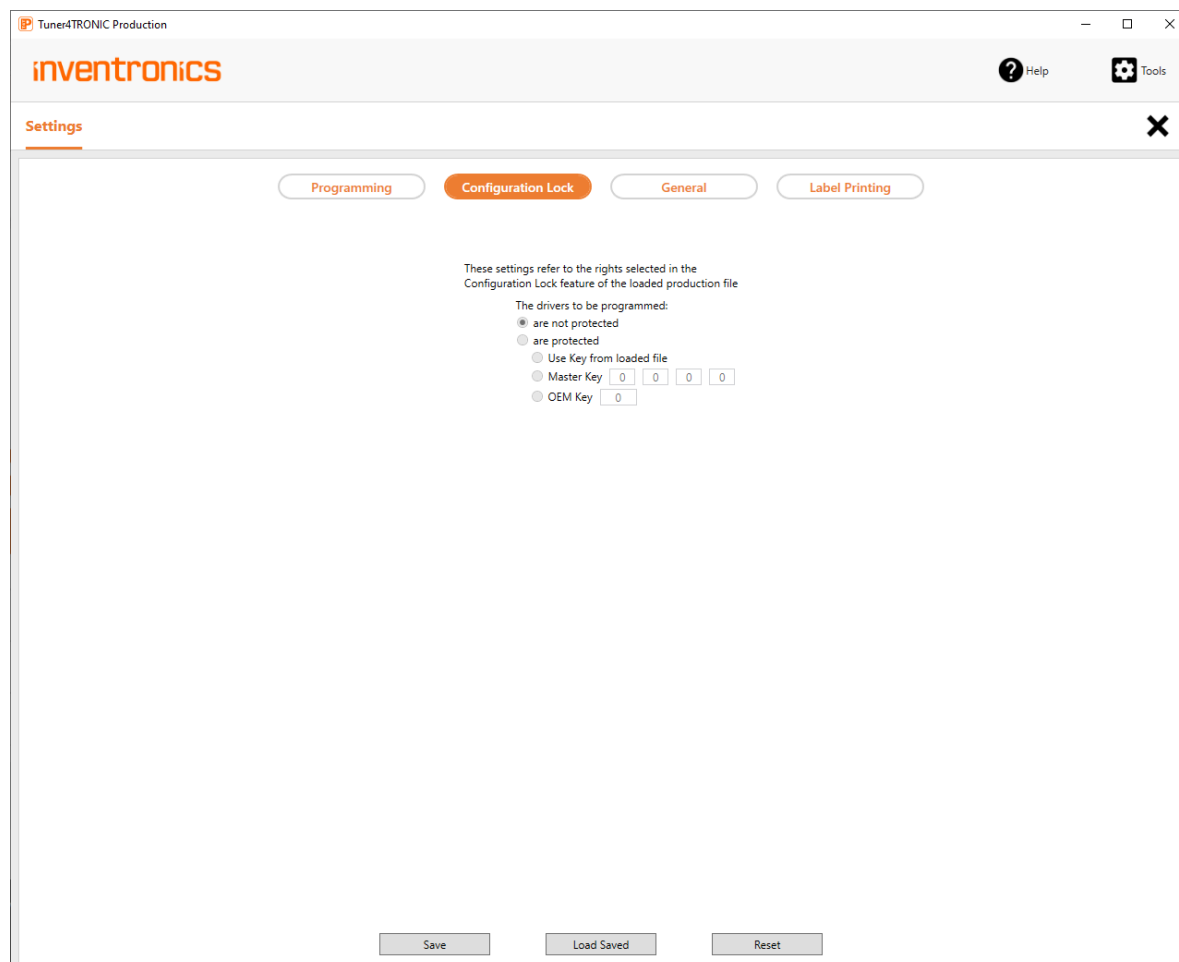 Tuner4TRONIC Production
inventronics
Help
Tools
Settings
Programming
Configuration Lock
General
Label Printing
These settings refer to the rights selected in the
Configuration Lock feature of the loaded production file
The drivers to be programmed:
are not protected
are protected
Use Key from loaded file
Master Key 0 0 0 0
OEM Key 0
Save
Load Saved
Reset